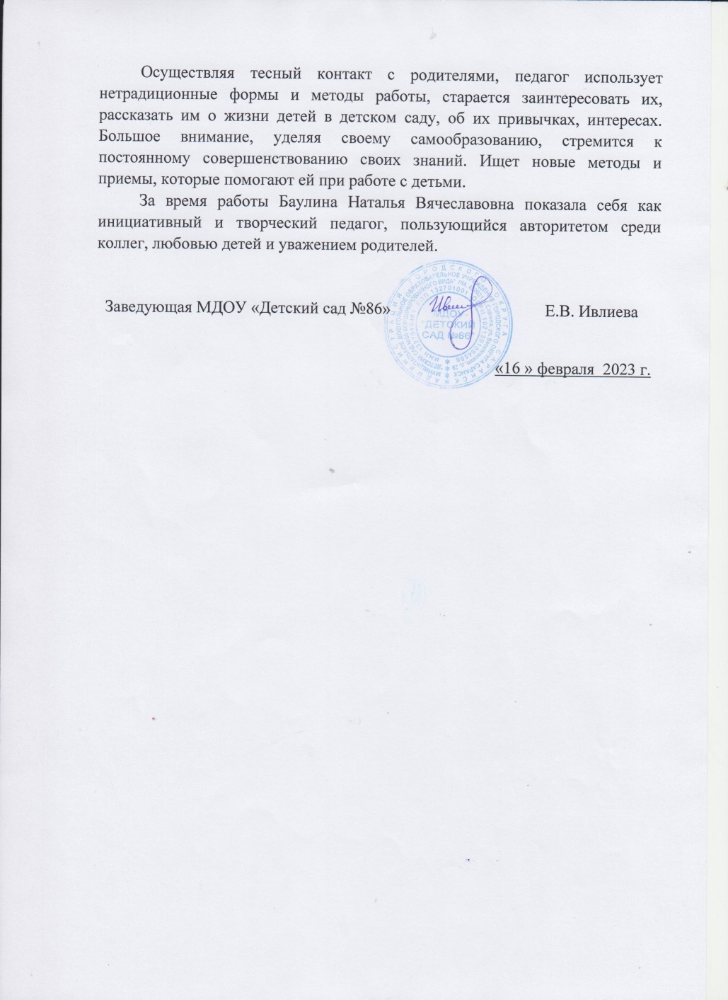 Осуществляя тесный контакт с родителями, педагог использует
нетрадиционные формы и методы работы, старается заинтересовать их,
рассказать им о жизни детей в детском саду, об их привычках, интересах.
Большое внимание, уделяя своему самообразованию, стремится к
постоянному совершенствованию своих знаний. Ищет новые методы и
приемы, которые помогают ей при работе с детьми.
За время работы Баулина Наталья Вячеславовна показала себя как
инициативный и творческий педагог, пользующийся авторитетом среди
коллег, любовью детей и уважением родителей.
Заведующая МДОУ «Детский сад №86»
Е.В. Ивлиева
МДОУ
"ДЕТСКИЙ
САД №86"
«16 » февраля 2023 г.